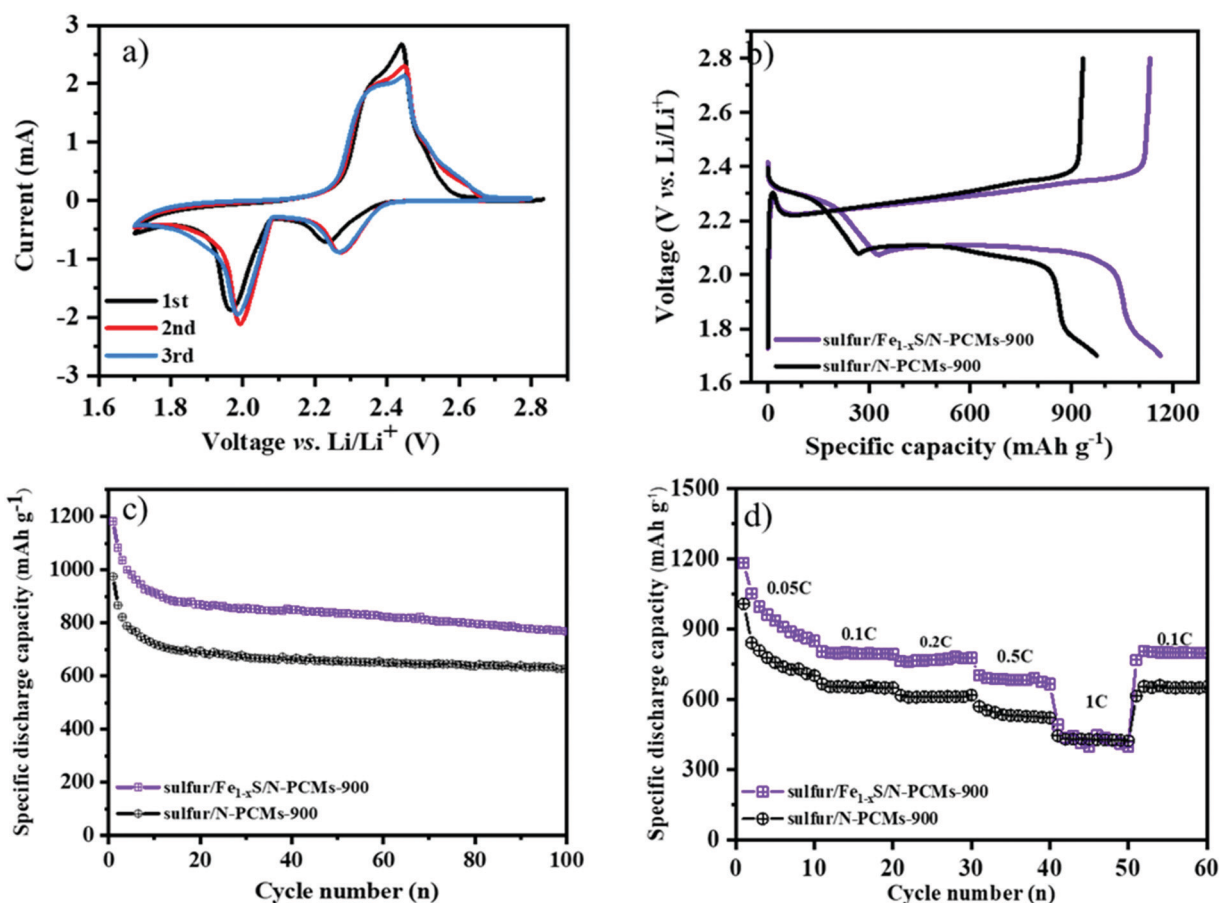 a)
3
2
1
0
-1
-2
-3
Current (mA)
1st
2nd
3rd
1.6 1.8 2.0 2.2 2.4 2.6 2.8
Voltage vs. Li/Li⁺ (V)
b)
2.8
2.4
2.0
1.6
Voltage (V vs. Li/Li⁺)
sulfur/Fe₁₋ₓS/N-PCMs-900
sulfur/N-PCMs-900
0 300 600 900 1200
Specific capacity (mAh g⁻¹)
c)
1200
1000
800
600
400
200
0
Specific discharge capacity (mAh g⁻¹)
sulfur/Fe₁₋ₓS/N-PCMs-900
sulfur/N-PCMs-900
0 20 40 60 80 100
Cycle number (n)
d)
1500
1200
900
600
300
0
Specific discharge capacity (mAh g⁻¹)
0.05C
0.1C
0.2C
0.5C
1C
0.1C
sulfur/Fe₁₋ₓS/N-PCMs-900
sulfur/N-PCMs-900
0 10 20 30 40 50 60
Cycle number (n)